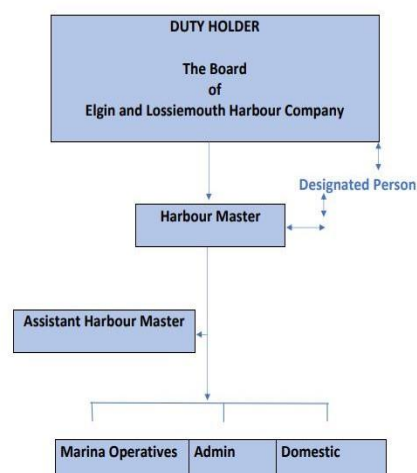 DUTY HOLDER
The Board
of
Elgin and Lossiemouth Harbour Company
Designated Person
Harbour Master
Assistant Harbour Master
Marina Operatives Admin Domestic